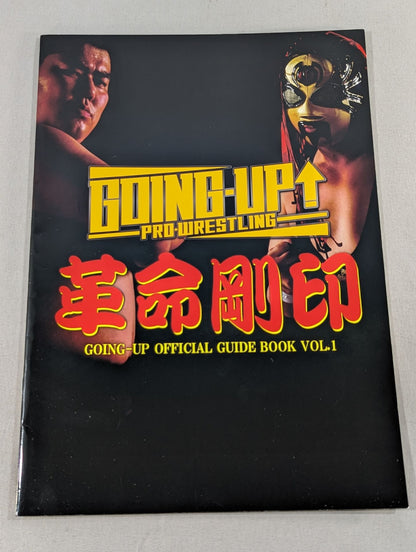 GOING-UP↑
PRO-WRESTLING
革命剛印
GOING-UP OFFICIAL GUIDE BOOK VOL.1